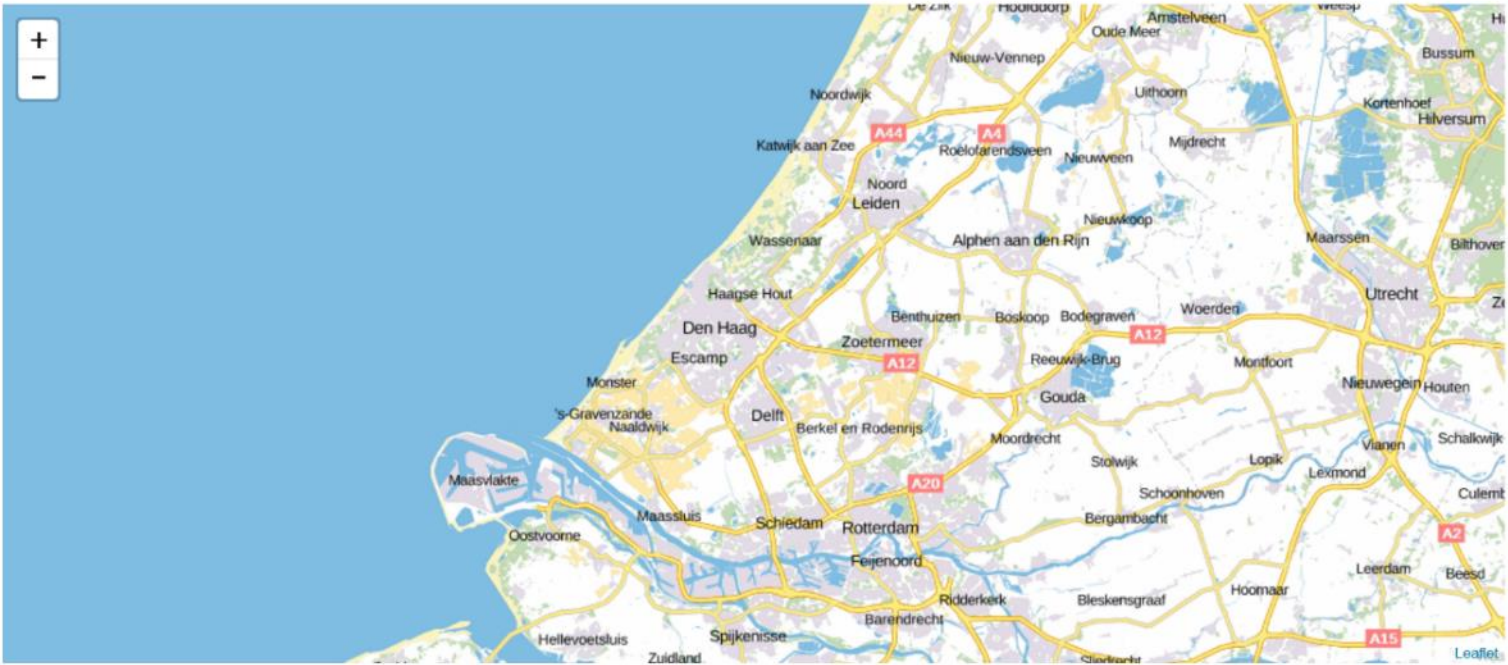 +
−
De Zilk
Hoofddorp
Amstelveen
Weesp
Oude Meer
Nieuw-Vennep
Bussum
Noordwijk
Uithoorn
Kortenhoef
Hilversum
A44
A4
Katwijk aan Zee
Roelofarendsveen
Nieuwveen
Mijdrecht
Noord
Leiden
Nieuwkoop
Wassenaar
Alphen aan den Rijn
Maarssen
Bilthoven
Haagse Hout
Utrecht
Benthuizen
Boskoop
Bodegraven
Woerden
Den Haag
A12
Zoetermeer
Escamp
A12
Reeuwijk-Brug
Montfoort
Monster
Nieuwegein
Houten
Gouda
's-Gravenzande
Naaldwijk
Delft
Berkel en Rodenrijs
Moordrecht
Vianen
Schalkwijk
Stolwijk
Lopik
Lexmond
Maasvlakte
A20
Schoonhoven
Culemb
Maassluis
Schiedam
Rotterdam
Bergambacht
Oostvoorne
A2
Feijenoord
Leerdam
Beesd
Hoornaar
Ridderkerk
Bleskensgraaf
Barendrecht
Hellevoetsluis
Spijkenisse
A15
Zuidland
Sliedrecht
Leaflet